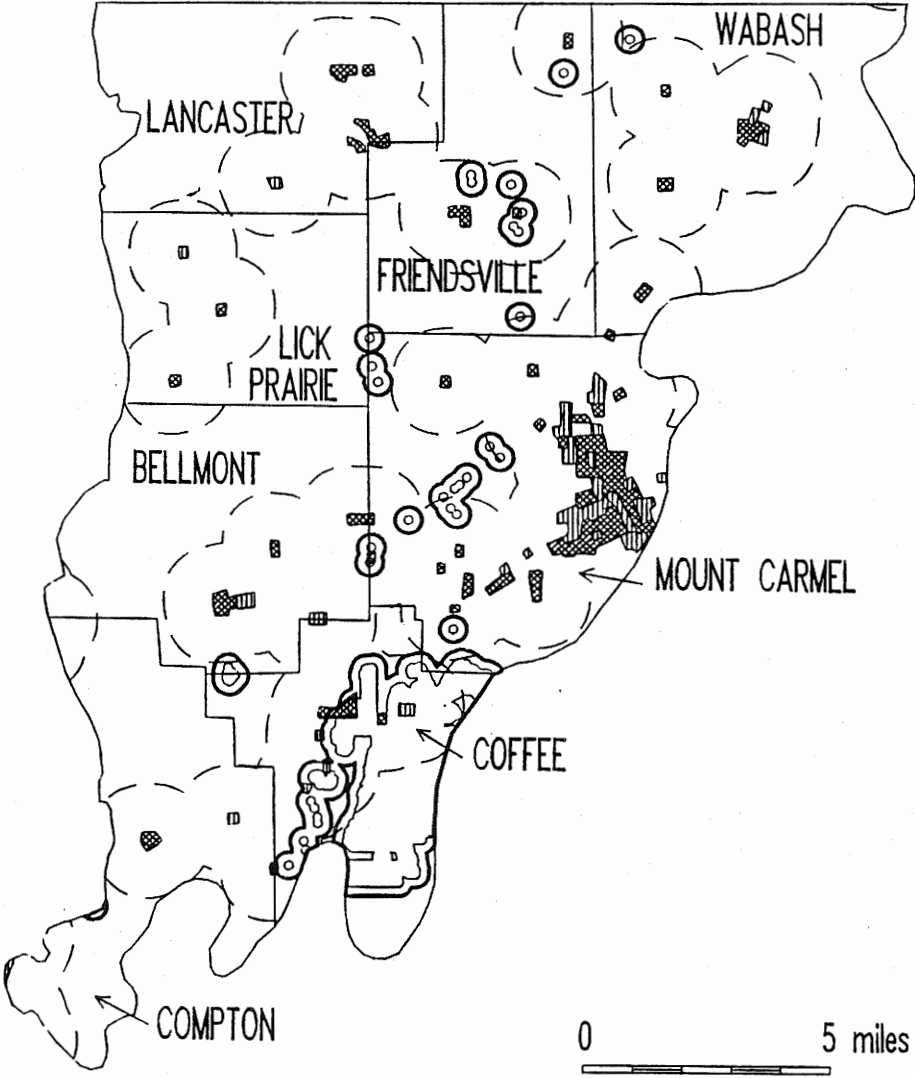 WABASH
LANCASTER
FRIENDSVILLE
LICK
PRAIRIE
BELLMONT
MOUNT CARMEL
COFFEE
COMPTON
0 5 miles